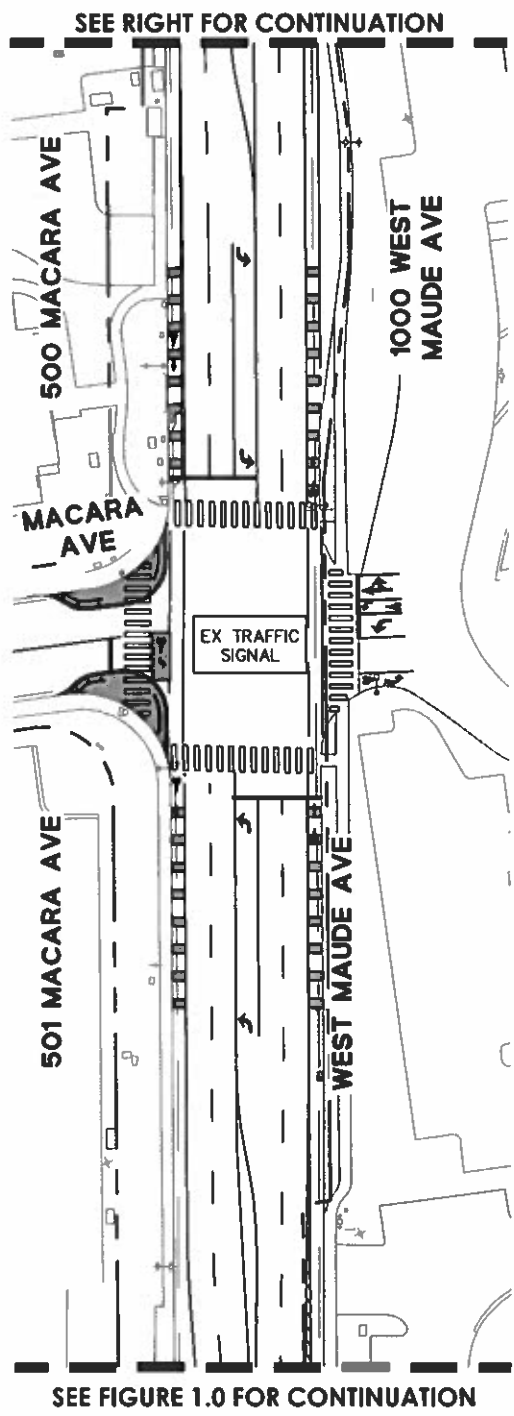 SEE RIGHT FOR CONTINUATION
500 MACARA AVE
1000 WEST
MAUDE AVE
MACARA
AVE
EX TRAFFIC
SIGNAL
501 MACARA AVE
WEST MAUDE AVE
SEE FIGURE 1.0 FOR CONTINUATION